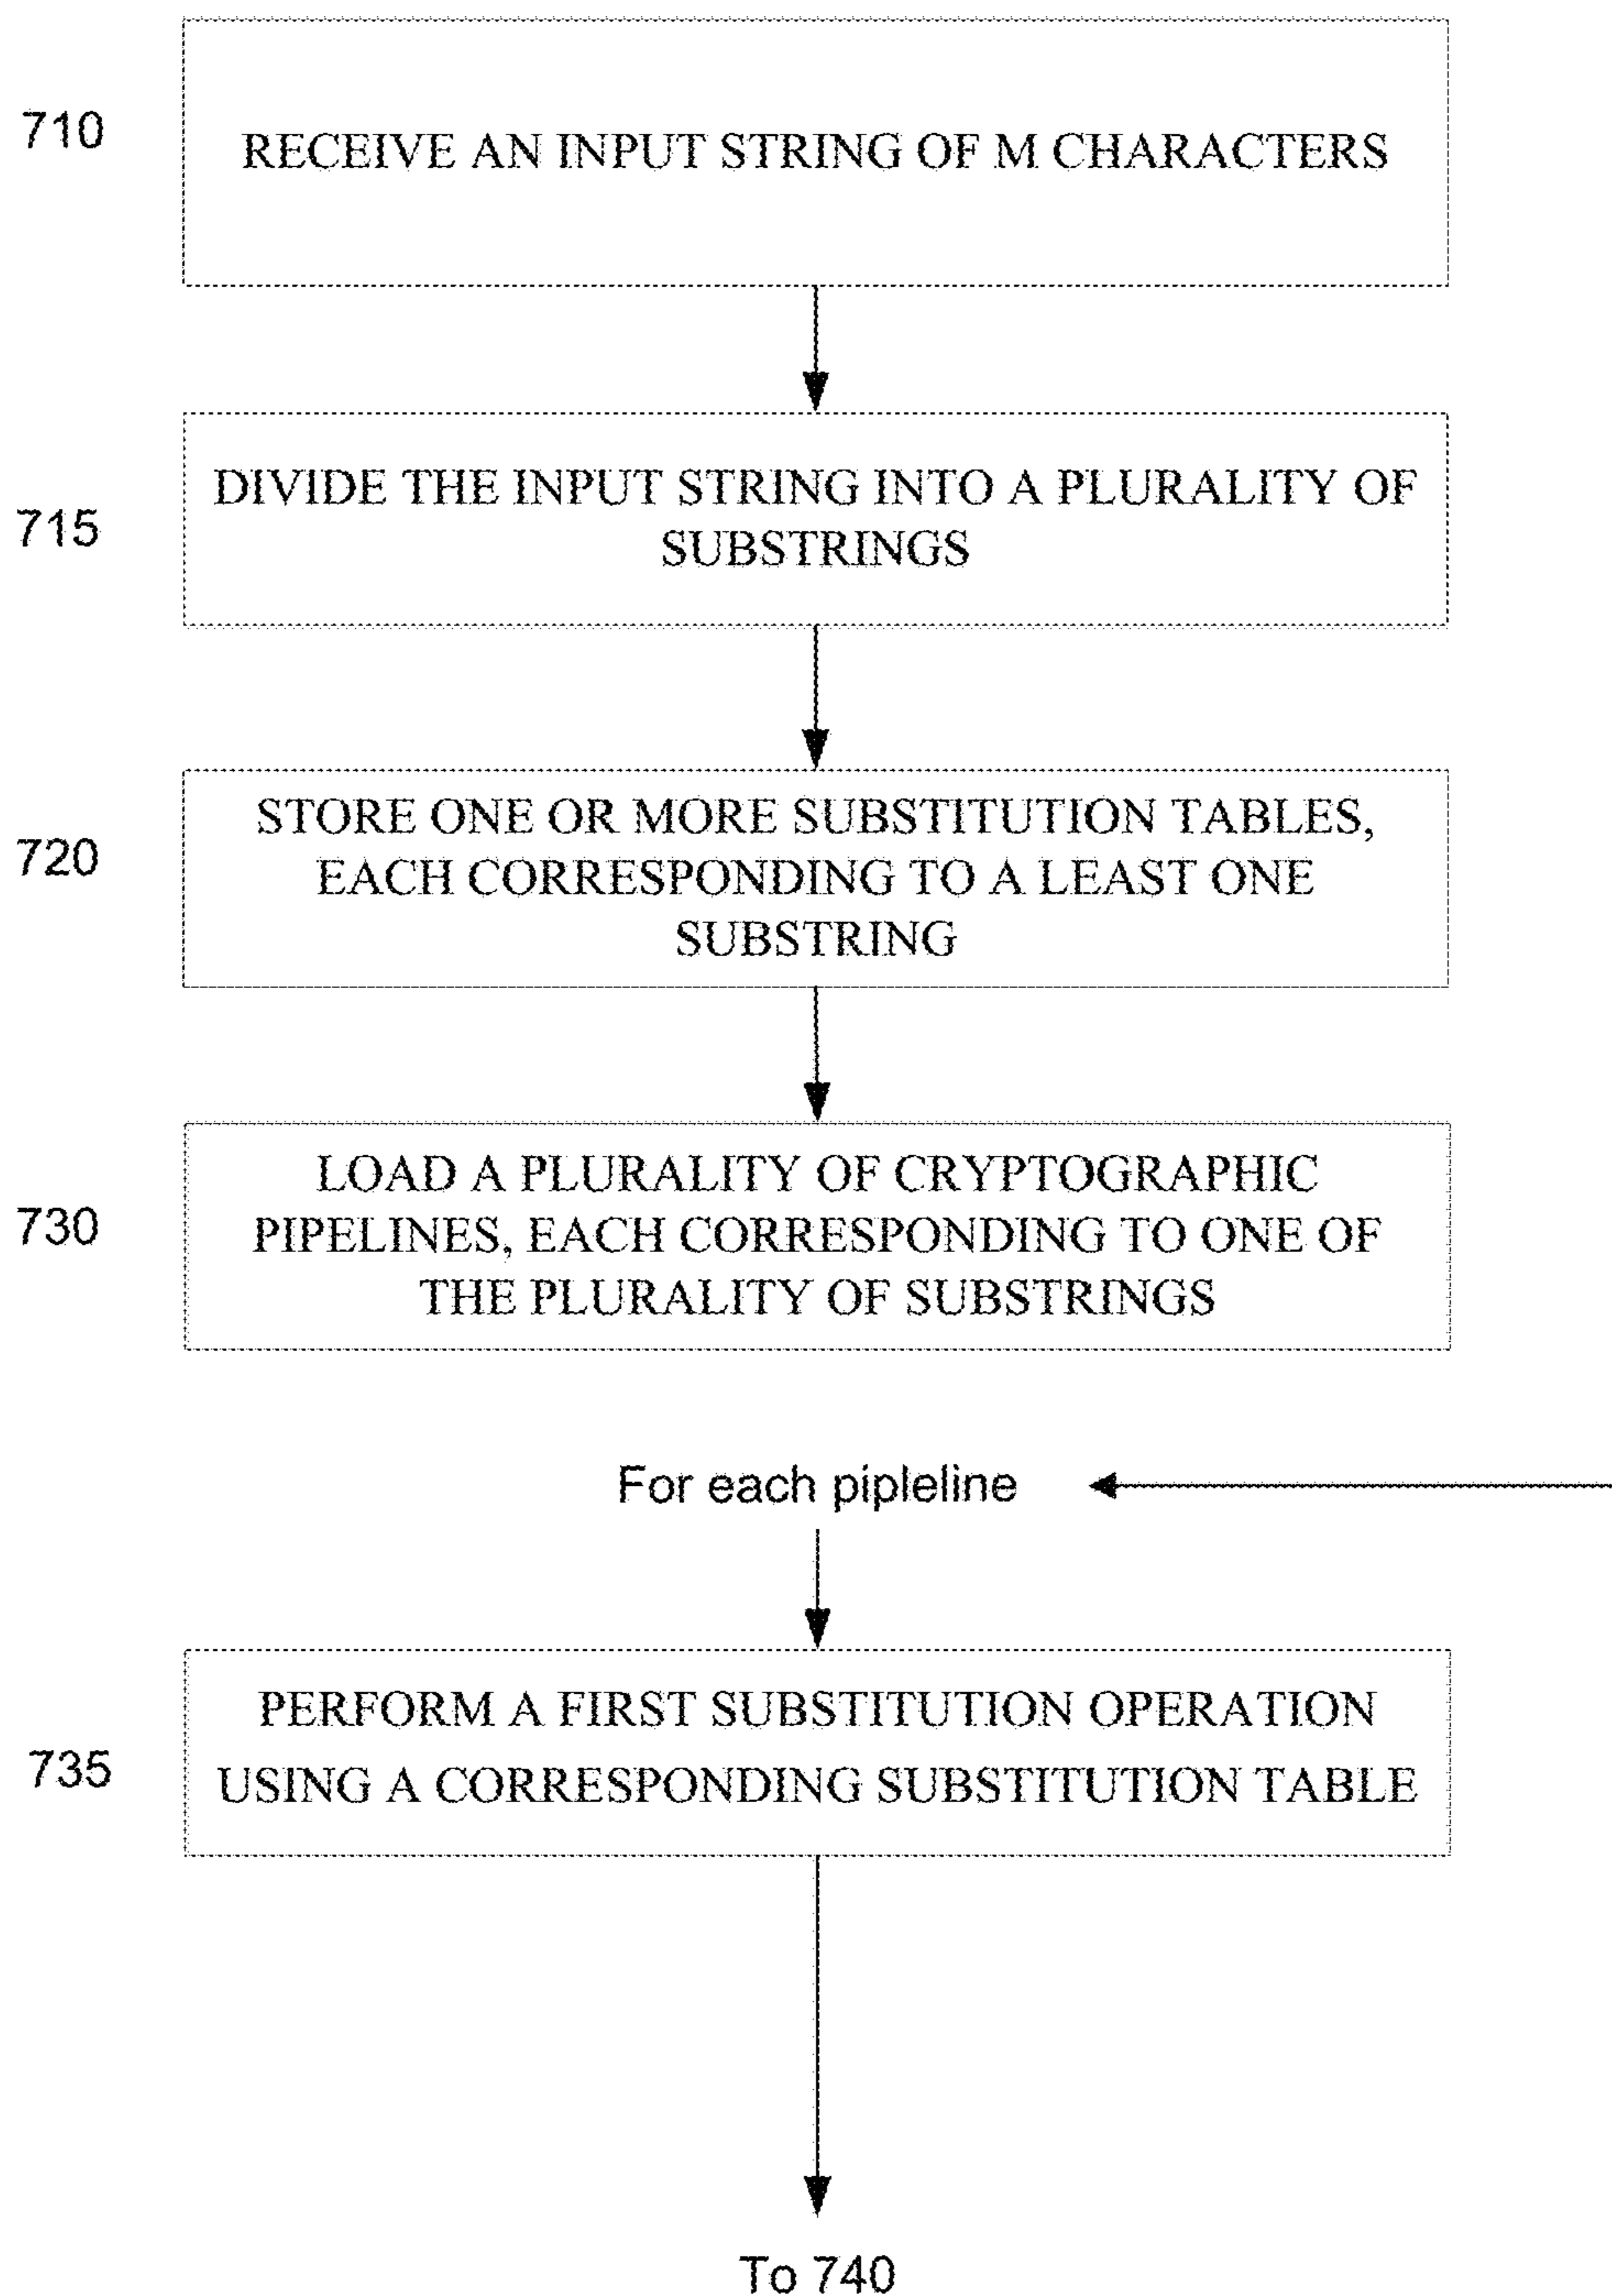 710
RECEIVE AN INPUT STRING OF M CHARACTERS
715
DIVIDE THE INPUT STRING INTO A PLURALITY OF
SUBSTRINGS
720
STORE ONE OR MORE SUBSTITUTION TABLES,
EACH CORRESPONDING TO A LEAST ONE
SUBSTRING
730
LOAD A PLURALITY OF CRYPTOGRAPHIC
PIPELINES, EACH CORRESPONDING TO ONE OF
THE PLURALITY OF SUBSTRINGS
For each pipleline
735
PERFORM A FIRST SUBSTITUTION OPERATION
USING A CORRESPONDING SUBSTITUTION TABLE
To 740